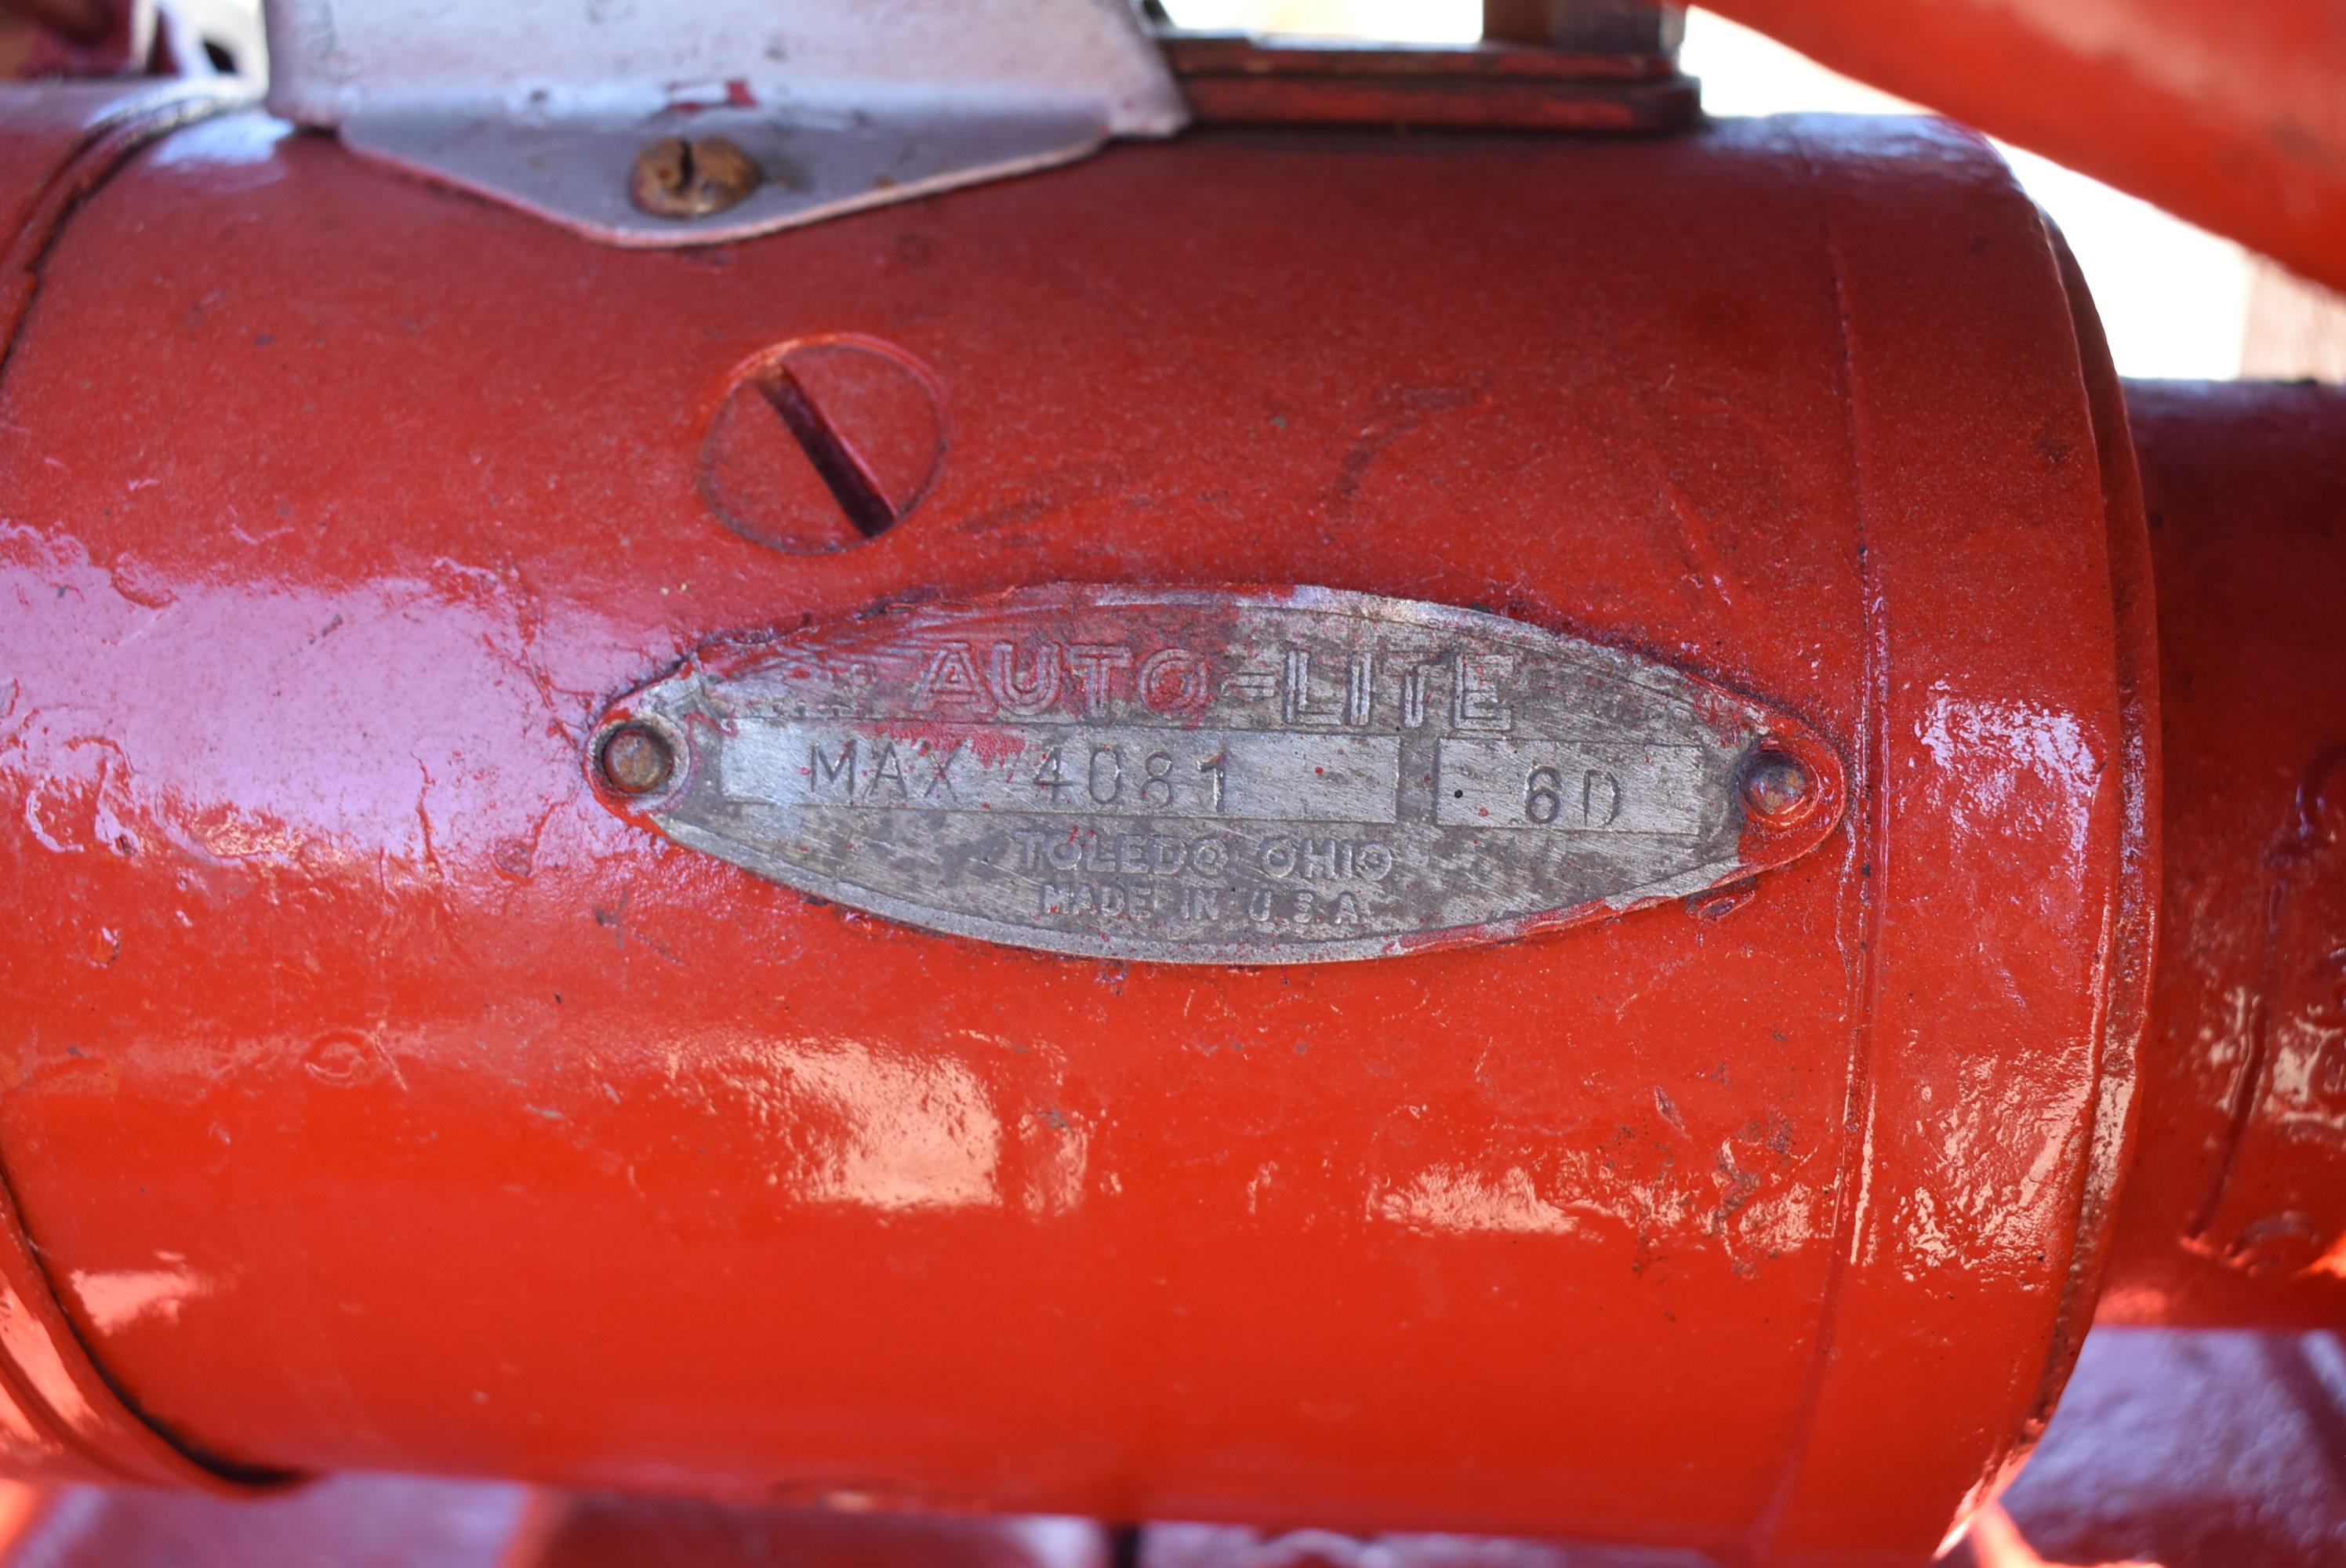 AUTO-LITE
MAX 4081 6D
TOLEDO OHIO
MADE IN U.S.A.